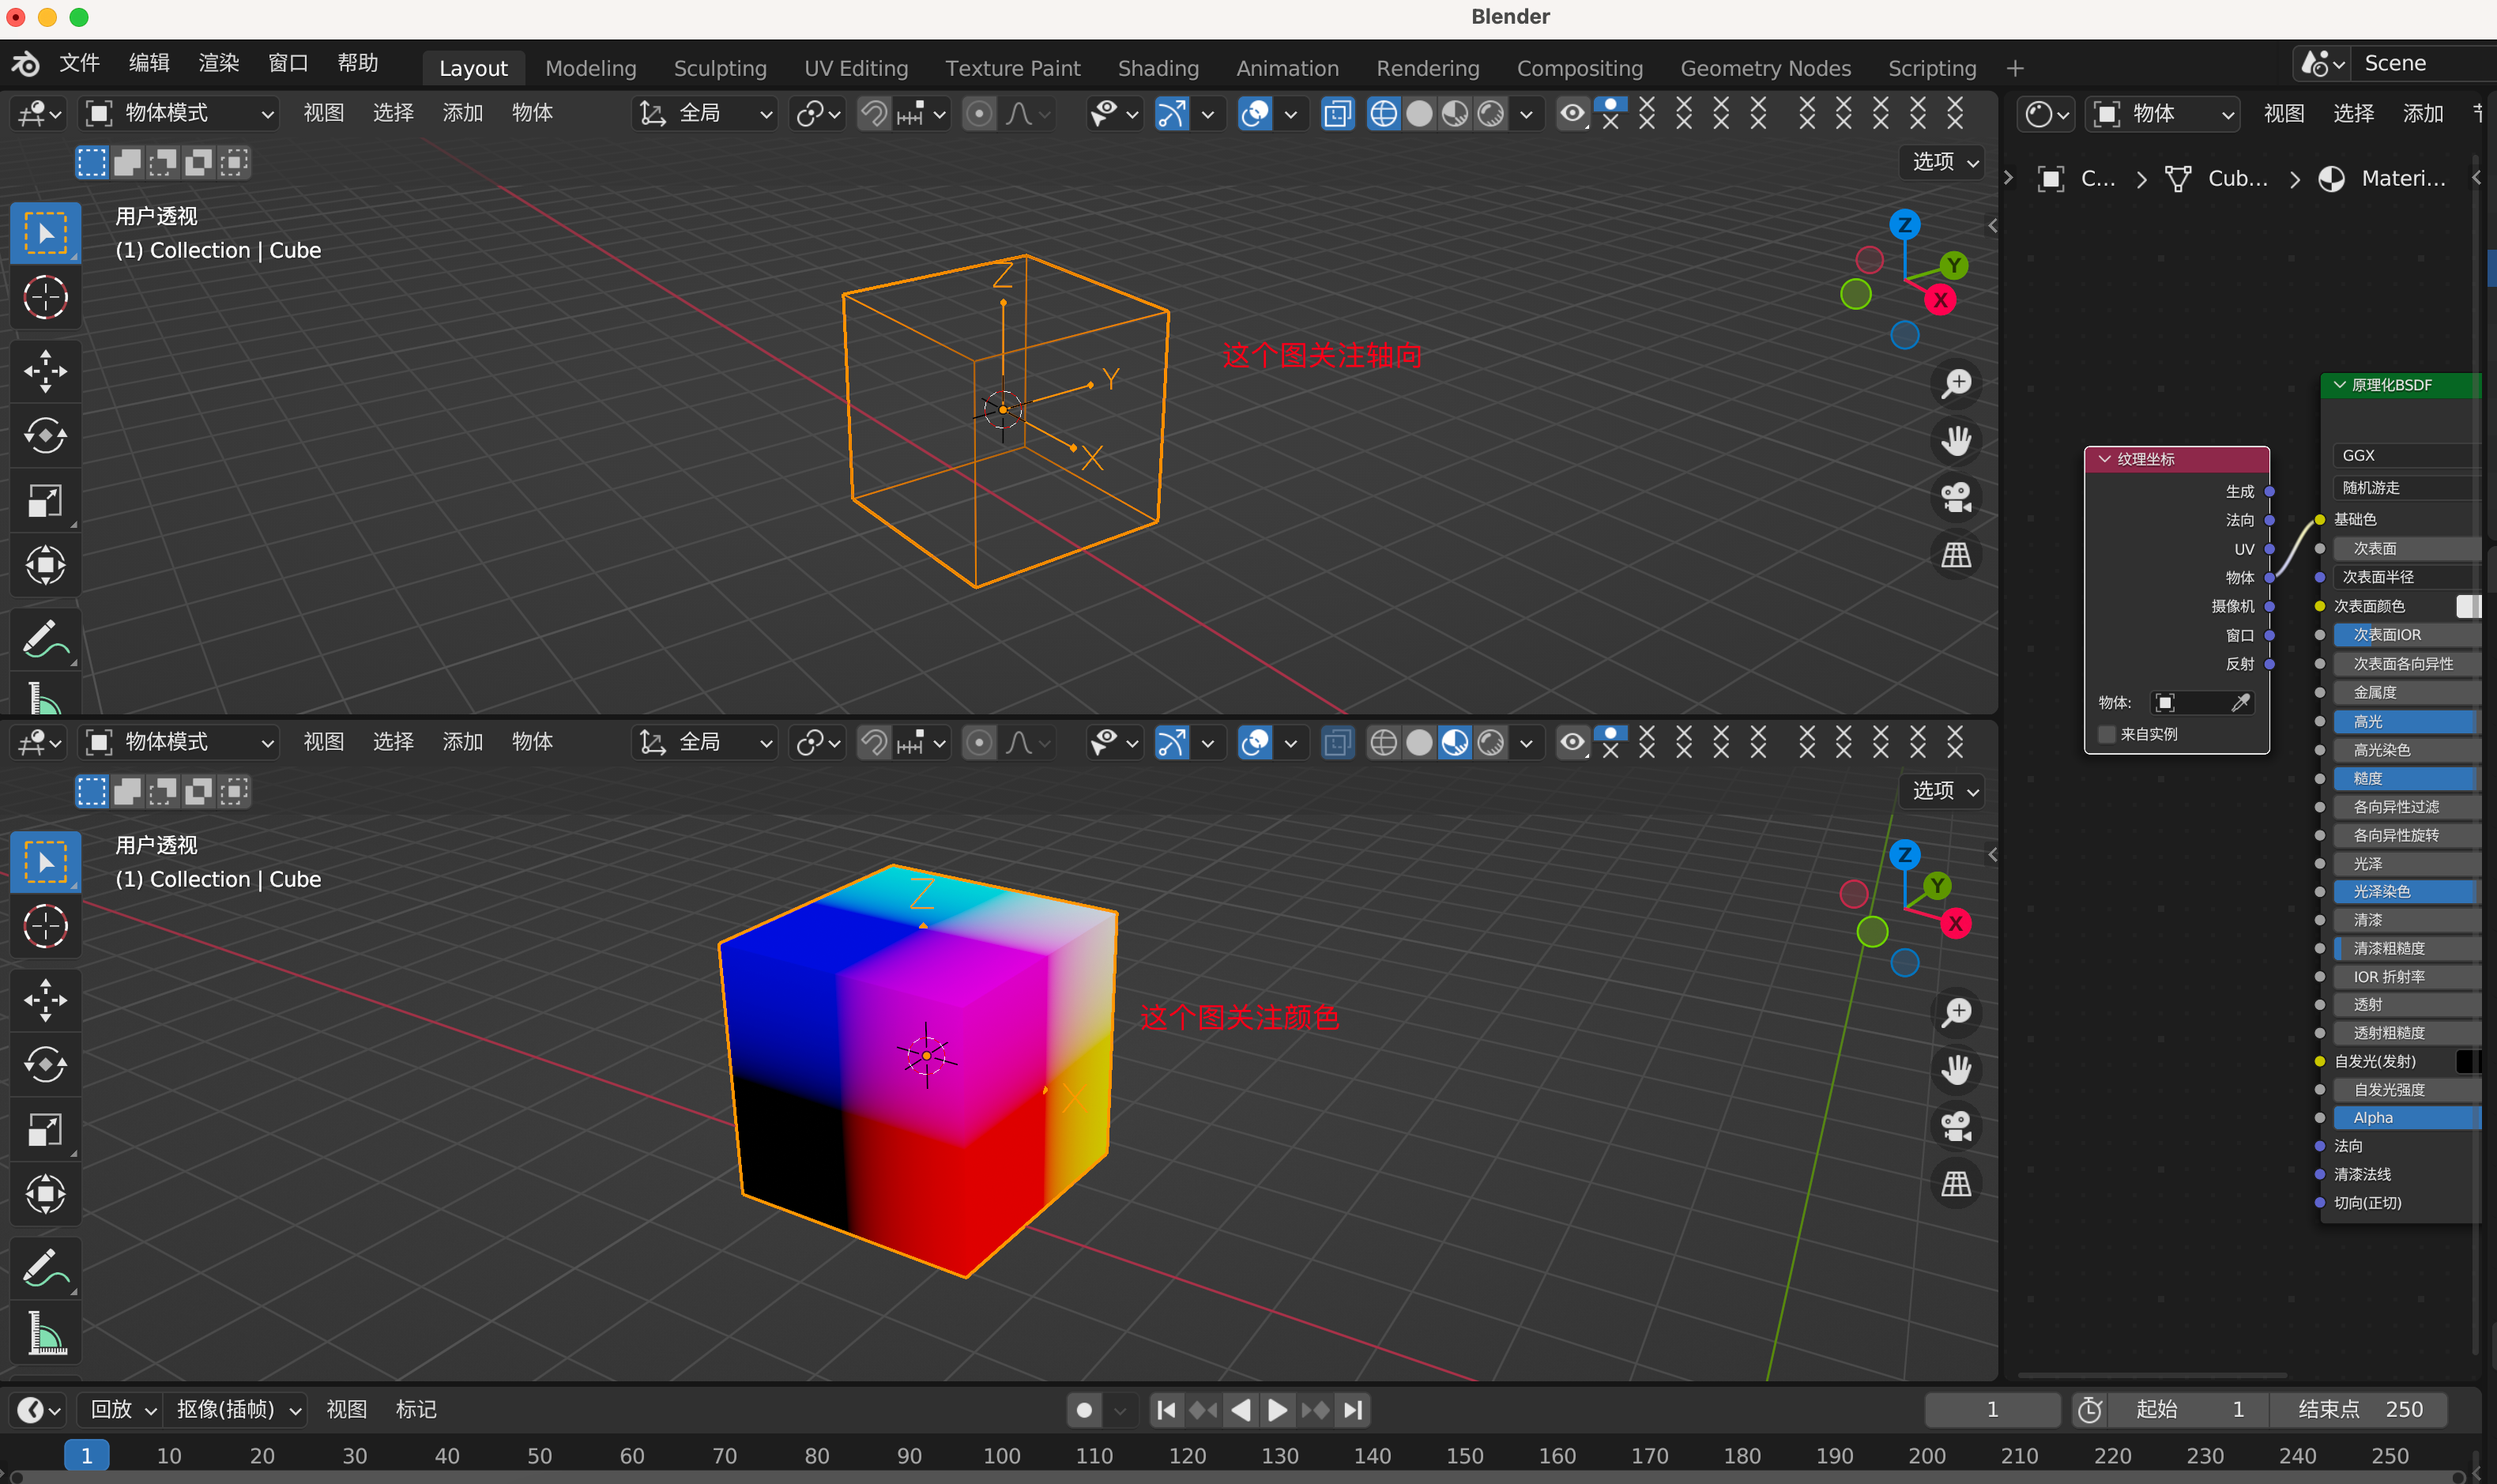 Blender
文件 编辑 渲染 窗口 帮助 Layout Modeling Sculpting UV Editing Texture Paint Shading Animation Rendering Compositing Geometry Nodes Scripting + Scene
物体模式 视图 选择 添加 物体 全局
选项
用户透视
(1) Collection | Cube
Z
Y
X
Z
Y
X
这个图关注轴向
物体模式 视图 选择 添加 物体 全局
选项
用户透视
(1) Collection | Cube
Z
X
Z
Y
X
这个图关注颜色
物体 视图 选择 添加
C... Cub... Materi...
纹理坐标
生成
法向
UV
物体
摄像机
窗口
反射
物体:
来自实例
原理化BSDF
GGX
随机游走
基础色
次表面
次表面半径
次表面颜色
次表面IOR
次表面各向异性
金属度
高光
高光染色
糙度
各向异性过滤
各向异性旋转
光泽
光泽染色
清漆
清漆粗糙度
IOR 折射率
透射
透射粗糙度
自发光(发射)
自发光强度
Alpha
法向
清漆法线
切向(正切)
回放 抠像(插帧) 视图 标记 1 起始 1 结束点 250
1 10 20 30 40 50 60 70 80 90 100 110 120 130 140 150 160 170 180 190 200 210 220 230 240 250